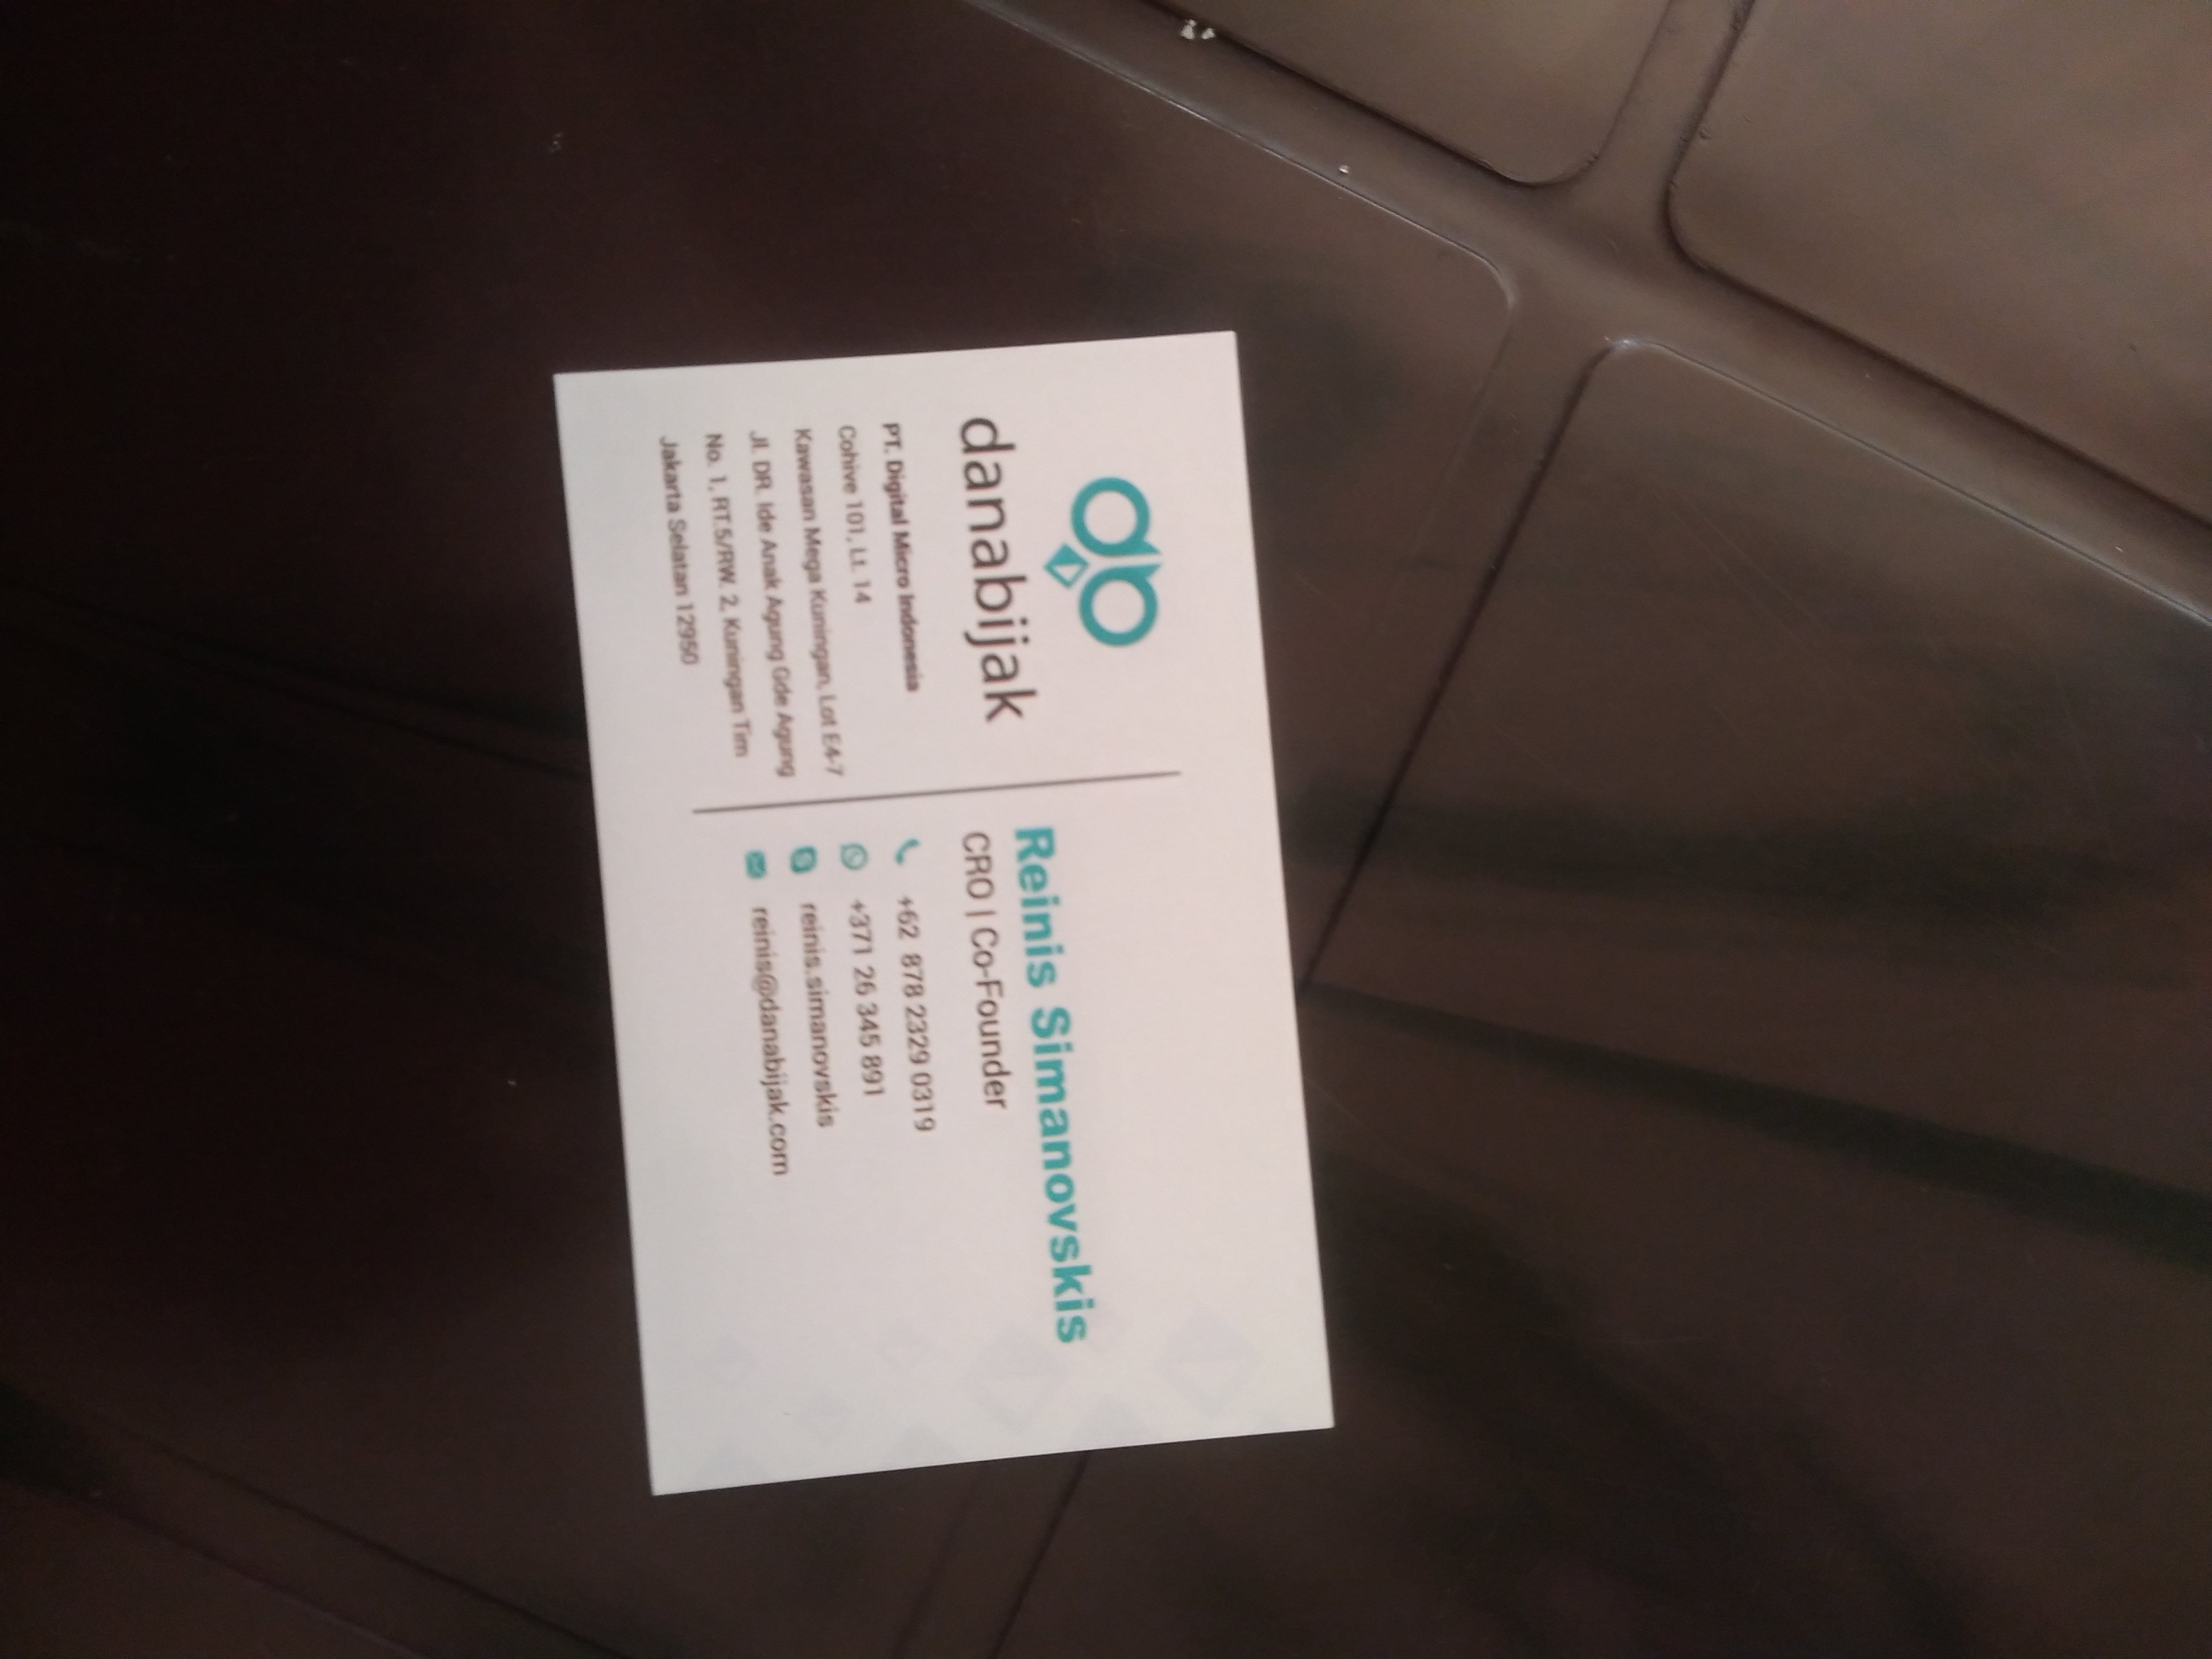 danabijak
PT. Digital Micro Indonesia
Cohive 101, Lt. 14
Kawasan Mega Kuningan, Lot E4-7
Jl. DR. Ide Anak Agung Gde Agung
No. 1, RT.5/RW. 2, Kuningan Tim
Jakarta Selatan 12950
Reinis Simanovskis
CRO | Co-Founder
+62 878 2329 0319
+371 26 345 891
reinis.simanovskis
reinis@danabijak.com